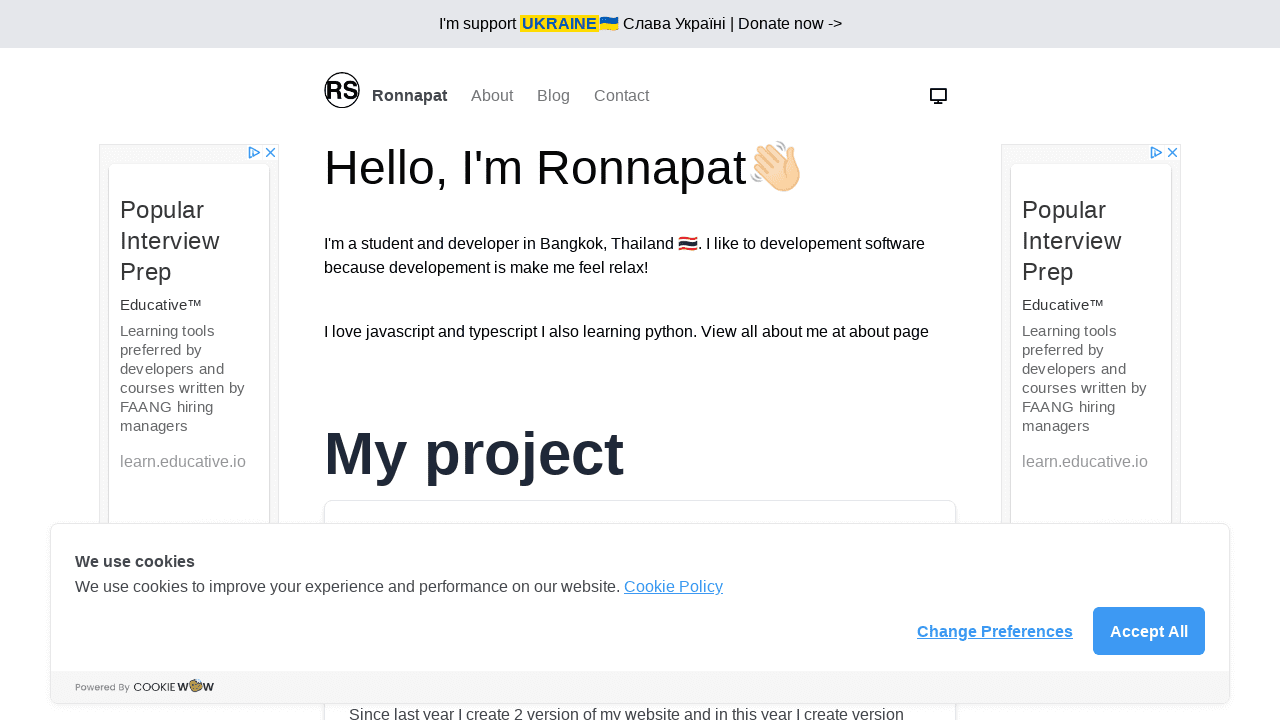 I'm support UKRAINE🇺🇦 Слава Україні | Donate now ->
RS Ronnapat About Blog Contact
Hello, I'm Ronnapat👋🏻
I'm a student and developer in Bangkok, Thailand 🇹🇭. I like to developement software
because developement is make me feel relax!
I love javascript and typescript I also learning python. View all about me at about page
My project
Popular
Interview
Prep
Educative™
Learning tools
preferred by
developers and
courses written by
FAANG hiring
managers
learn.educative.io
Popular
Interview
Prep
Educative™
Learning tools
preferred by
developers and
courses written by
FAANG hiring
managers
learn.educative.io
We use cookies
We use cookies to improve your experience and performance on our website. Cookie Policy
Change Preferences Accept All
Powered By COOKIE WOW
Since last year I create 2 version of my website and in this year I create version